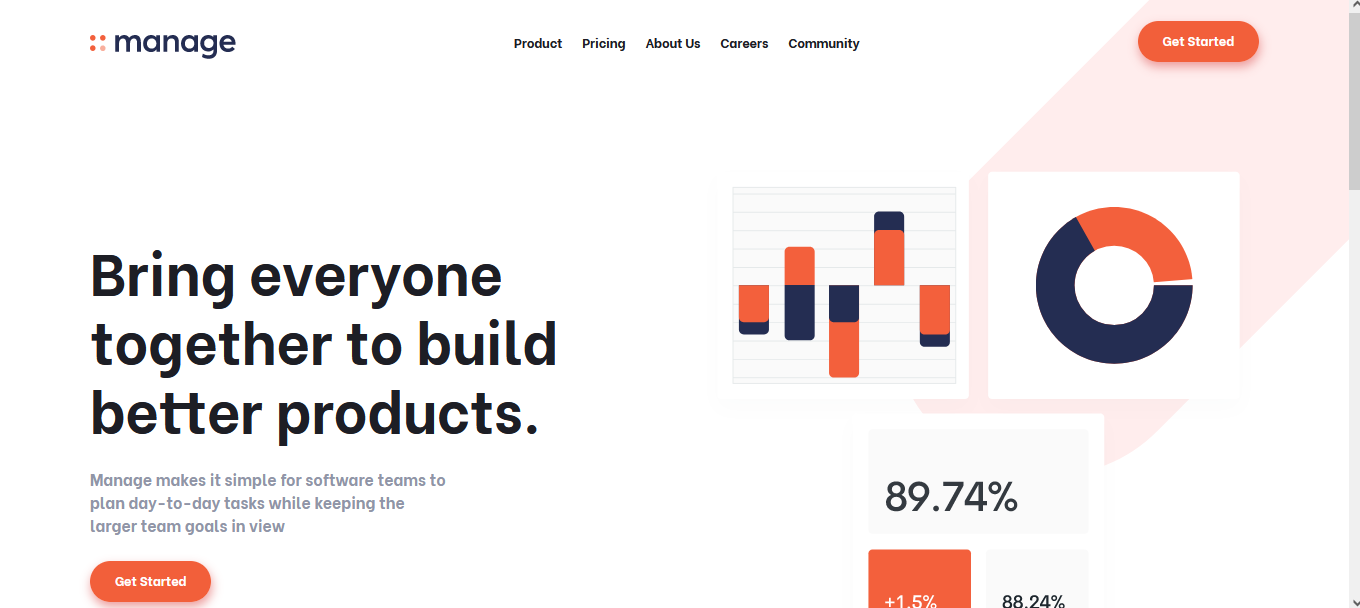 manage
Product Pricing About Us Careers Community
Get Started
Bring everyone
together to build
better products.
Manage makes it simple for software teams to
plan day-to-day tasks while keeping the
larger team goals in view
Get Started
89.74%
+1.5% 88.24%